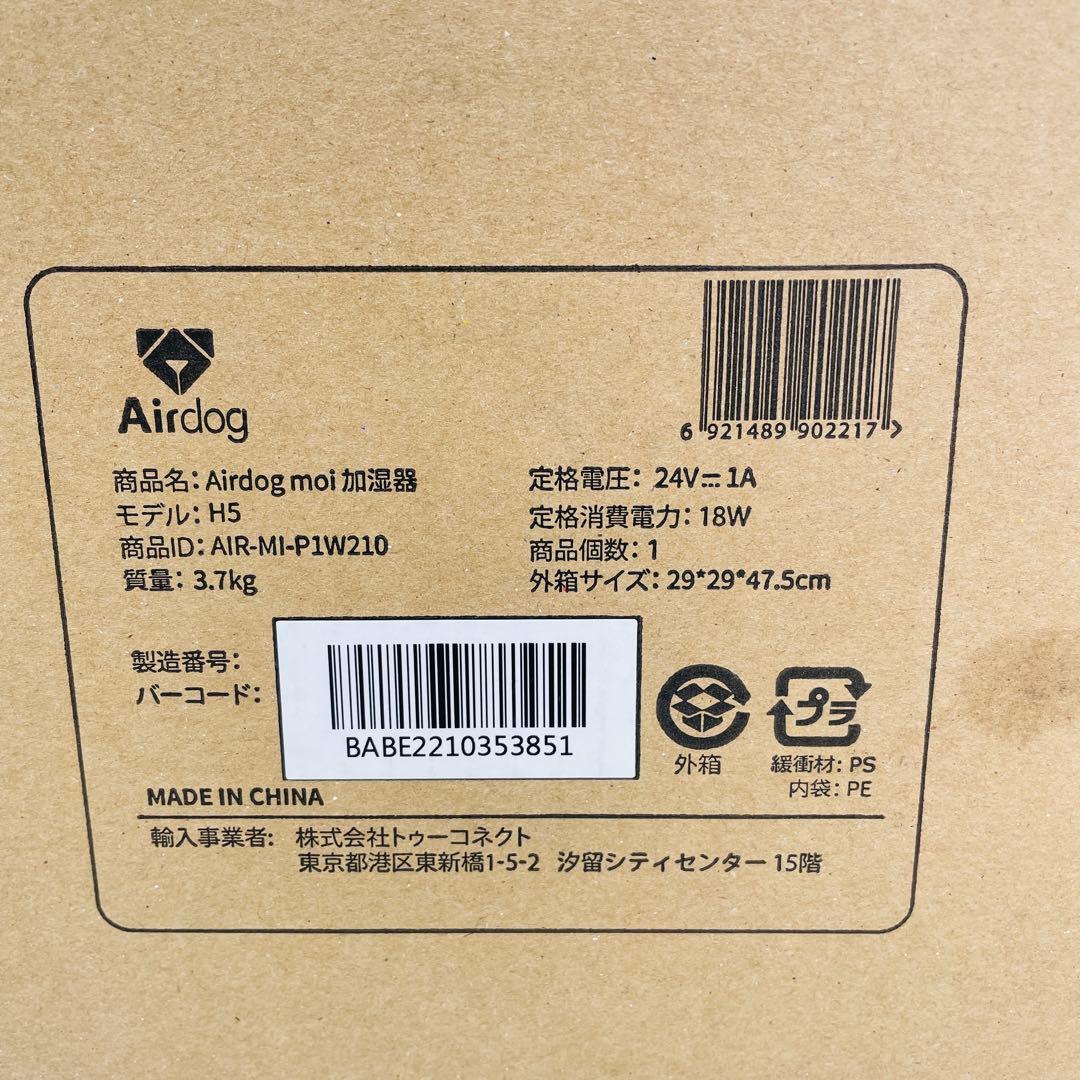 Airdog
6 921489 902217 >
商品名: Airdog moi 加湿器
モデル: H5
商品ID: AIR-MI-P1W210
質量: 3.7kg
定格電圧: 24V⎓1A
定格消費電力: 18W
商品個数: 1
外箱サイズ: 29*29*47.5cm
製造番号:
バーコード:
BABE2210353851
外箱
プラ
緩衝材: PS
内袋: PE
MADE IN CHINA
輸入事業者: 株式会社トゥーコネクト
東京都港区東新橋1-5-2 汐留シティセンター 15階